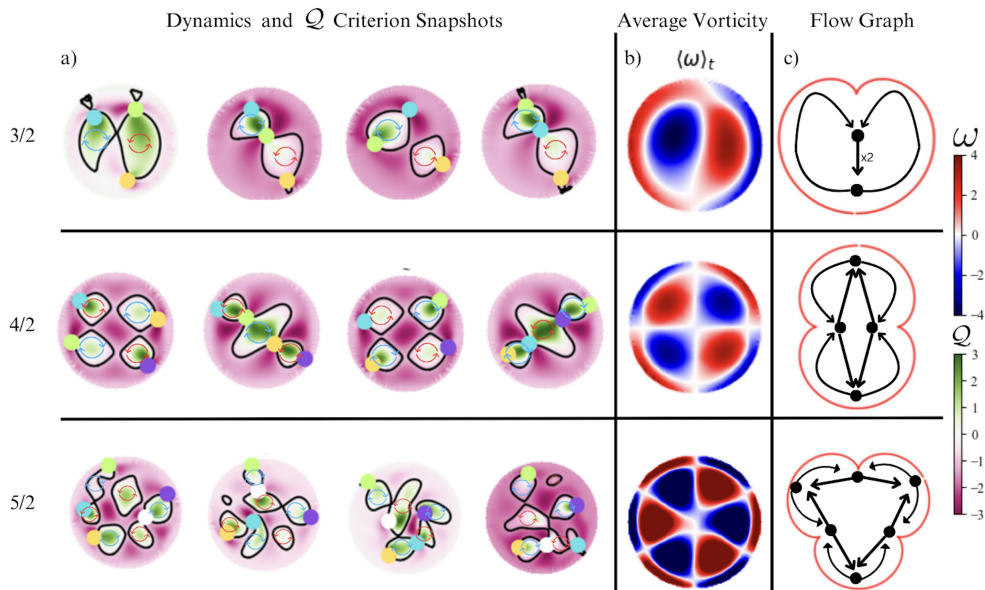 Dynamics and Q Criterion Snapshots
Average Vorticity
Flow Graph
a)
b)
⟨ω⟩t
c)
3/2
x2
ω
4
2
0
−2
−4
4/2
Q
3
2
1
0
−1
−2
−3
5/2